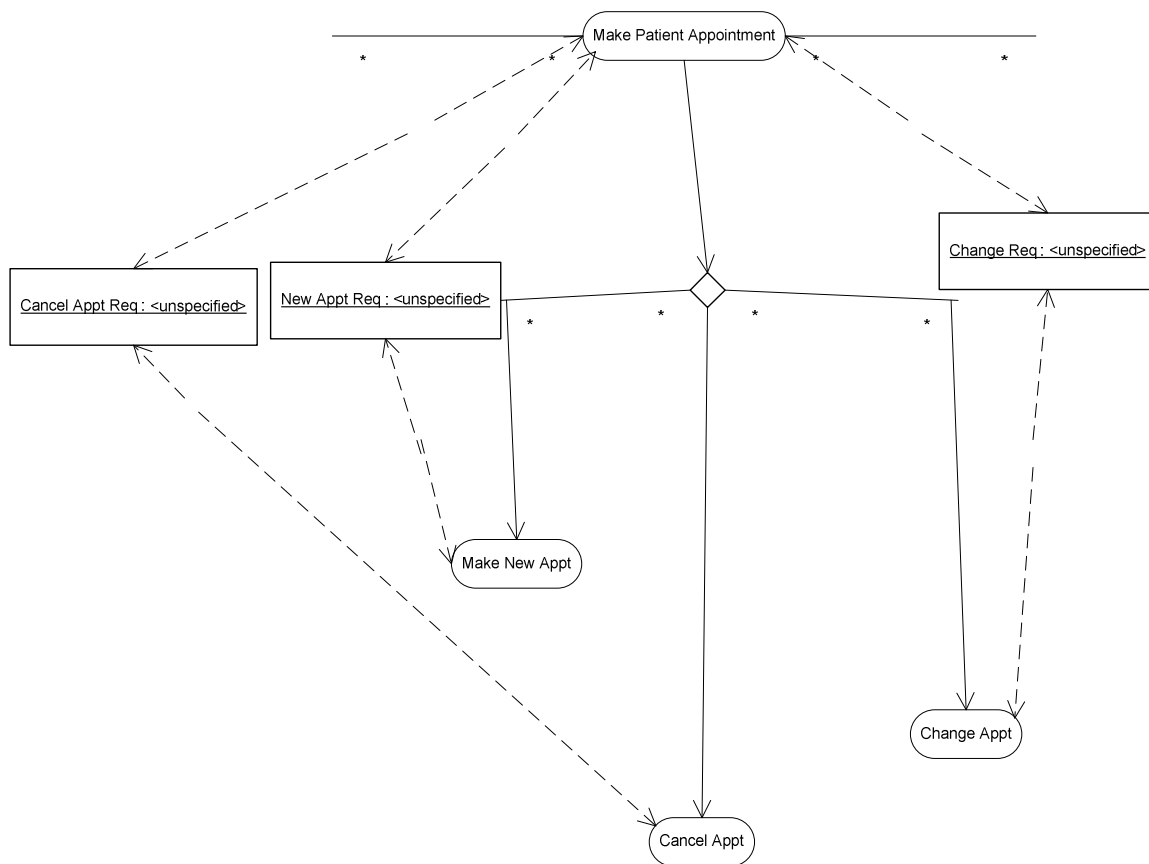 Make Patient Appointment
* * * *
Change Req : <unspecified>
Cancel Appt Req : <unspecified>
New Appt Req : <unspecified>
* * * *
Make New Appt
Change Appt
Cancel Appt